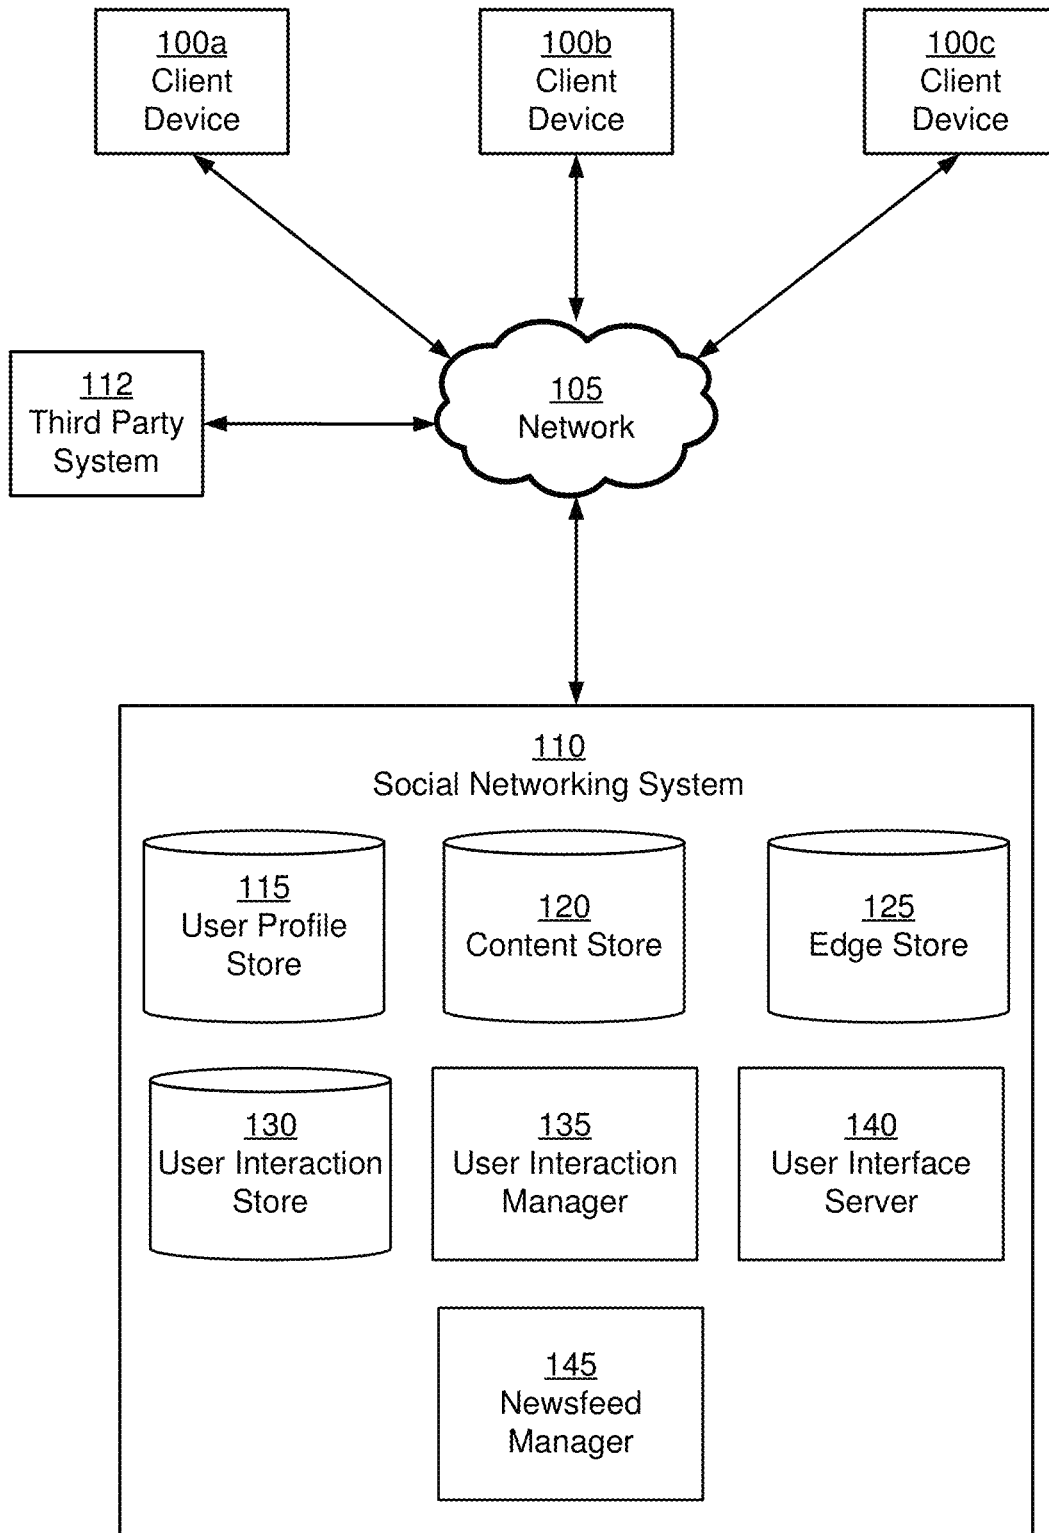 100a
Client
Device
100b
Client
Device
100c
Client
Device
112
Third Party
System
105
Network
110
Social Networking System
115
User Profile
Store
120
Content Store
125
Edge Store
130
User Interaction
Store
135
User Interaction
Manager
140
User Interface
Server
145
Newsfeed
Manager